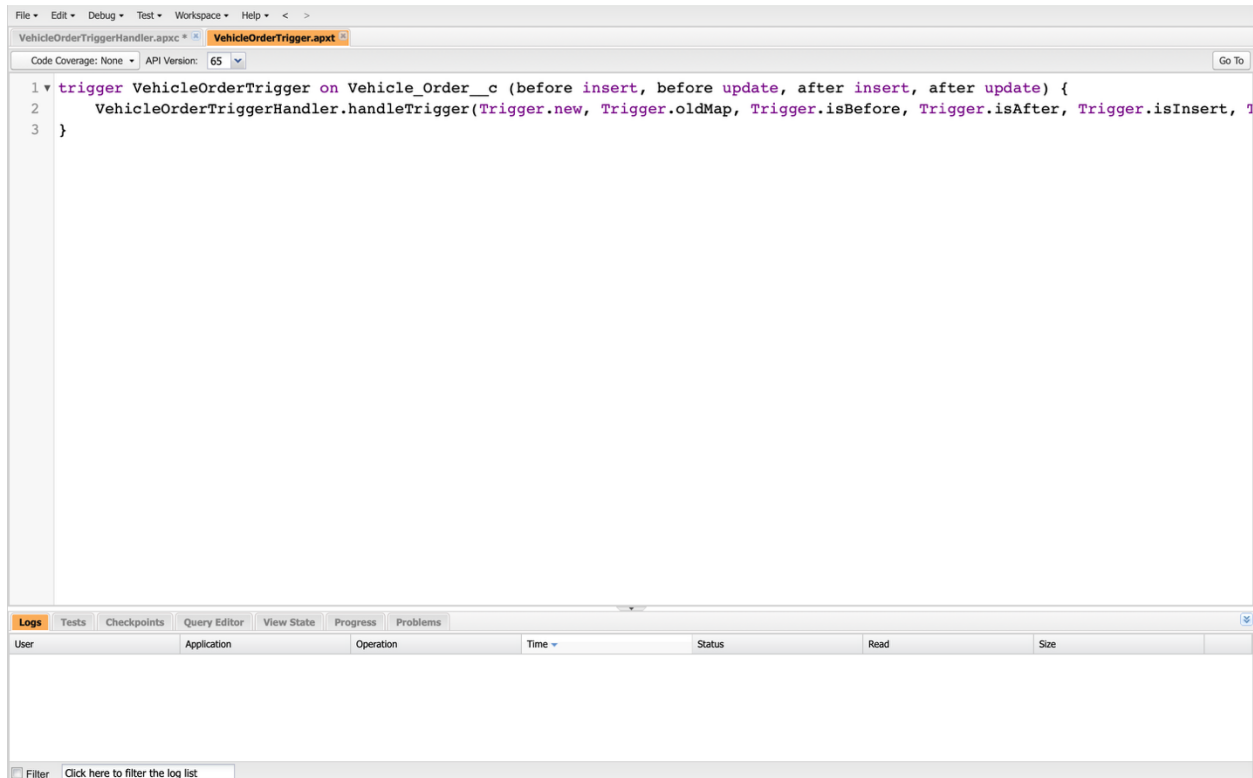 File Edit Debug Test Workspace Help < >
VehicleOrderTriggerHandler.apxc * VehicleOrderTrigger.apxt
Code Coverage: None API Version: 65 Go To
1 trigger VehicleOrderTrigger on Vehicle_Order__c (before insert, before update, after insert, after update) {
2 VehicleOrderTriggerHandler.handleTrigger(Trigger.new, Trigger.oldMap, Trigger.isBefore, Trigger.isAfter, Trigger.isInsert,
3 }
Logs Tests Checkpoints Query Editor View State Progress Problems
User Application Operation Time Status Read Size
Filter Click here to filter the log list